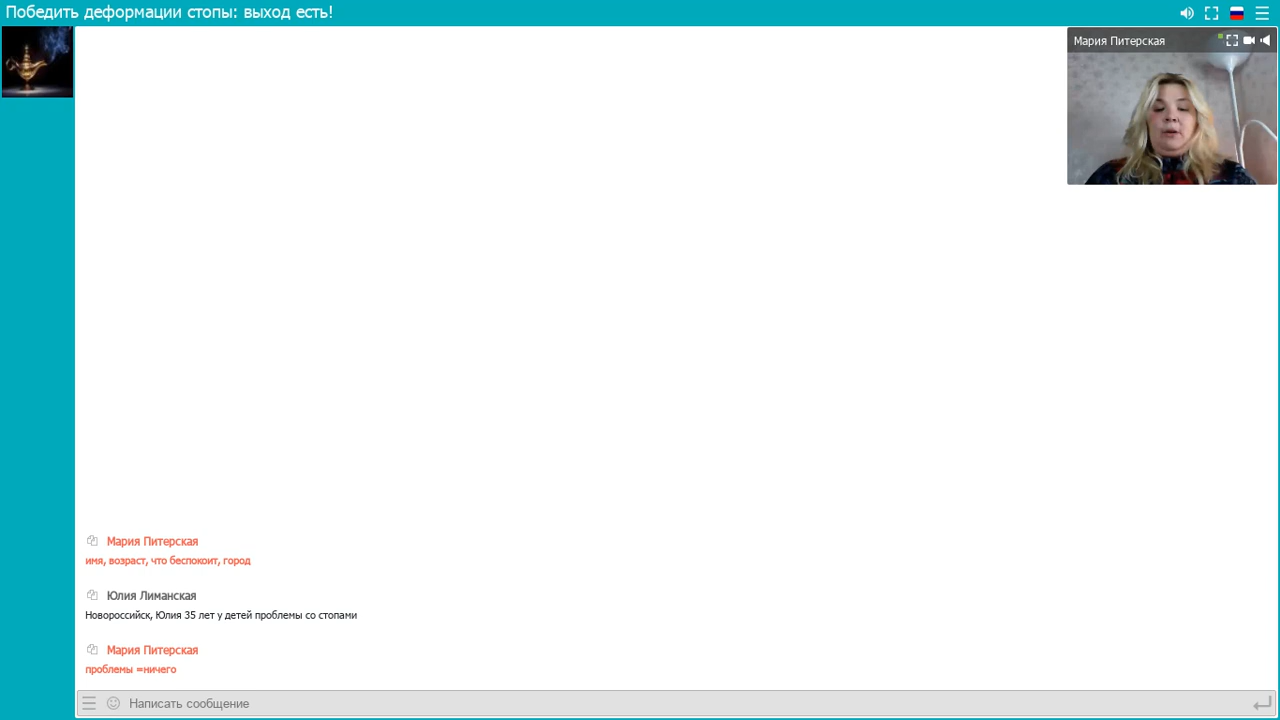 Победить деформации стопы: выход есть!
Мария Питерская
Мария Питерская
имя, возраст, что беспокоит, город
Юлия Лиманская
Новороссийск, Юлия 35 лет у детей проблемы со стопами
Мария Питерская
проблемы =ничего
Написать сообщение